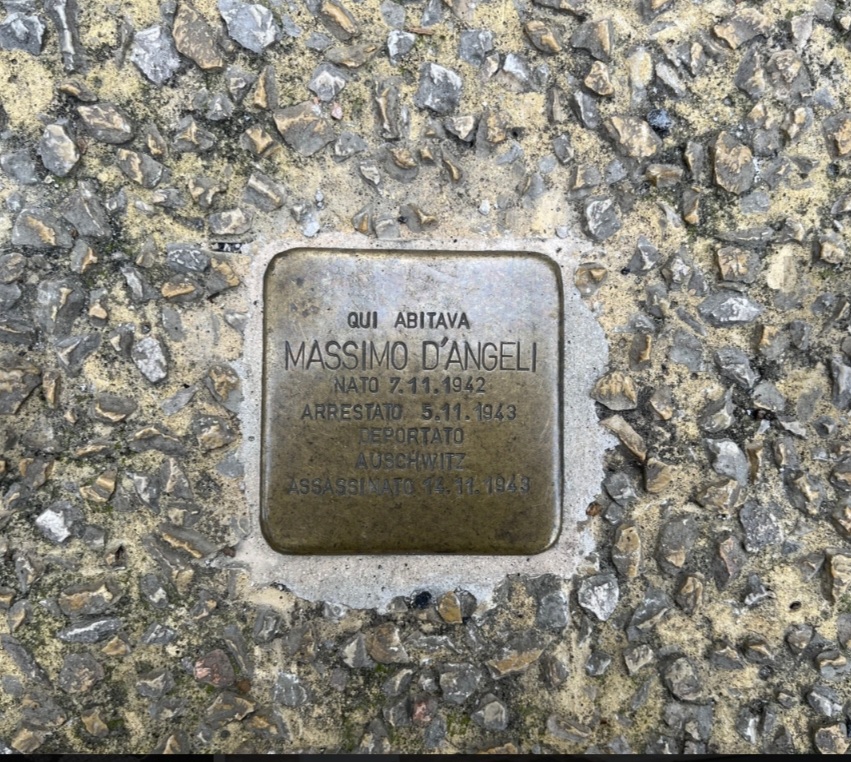 QUI ABITAVA
MASSIMO D'ANGELI
NATO 7.11.1942
ARRESTATO 5.11.1943
DEPORTATO
AUSCHWITZ
ASSASSINATO 14.11.1943